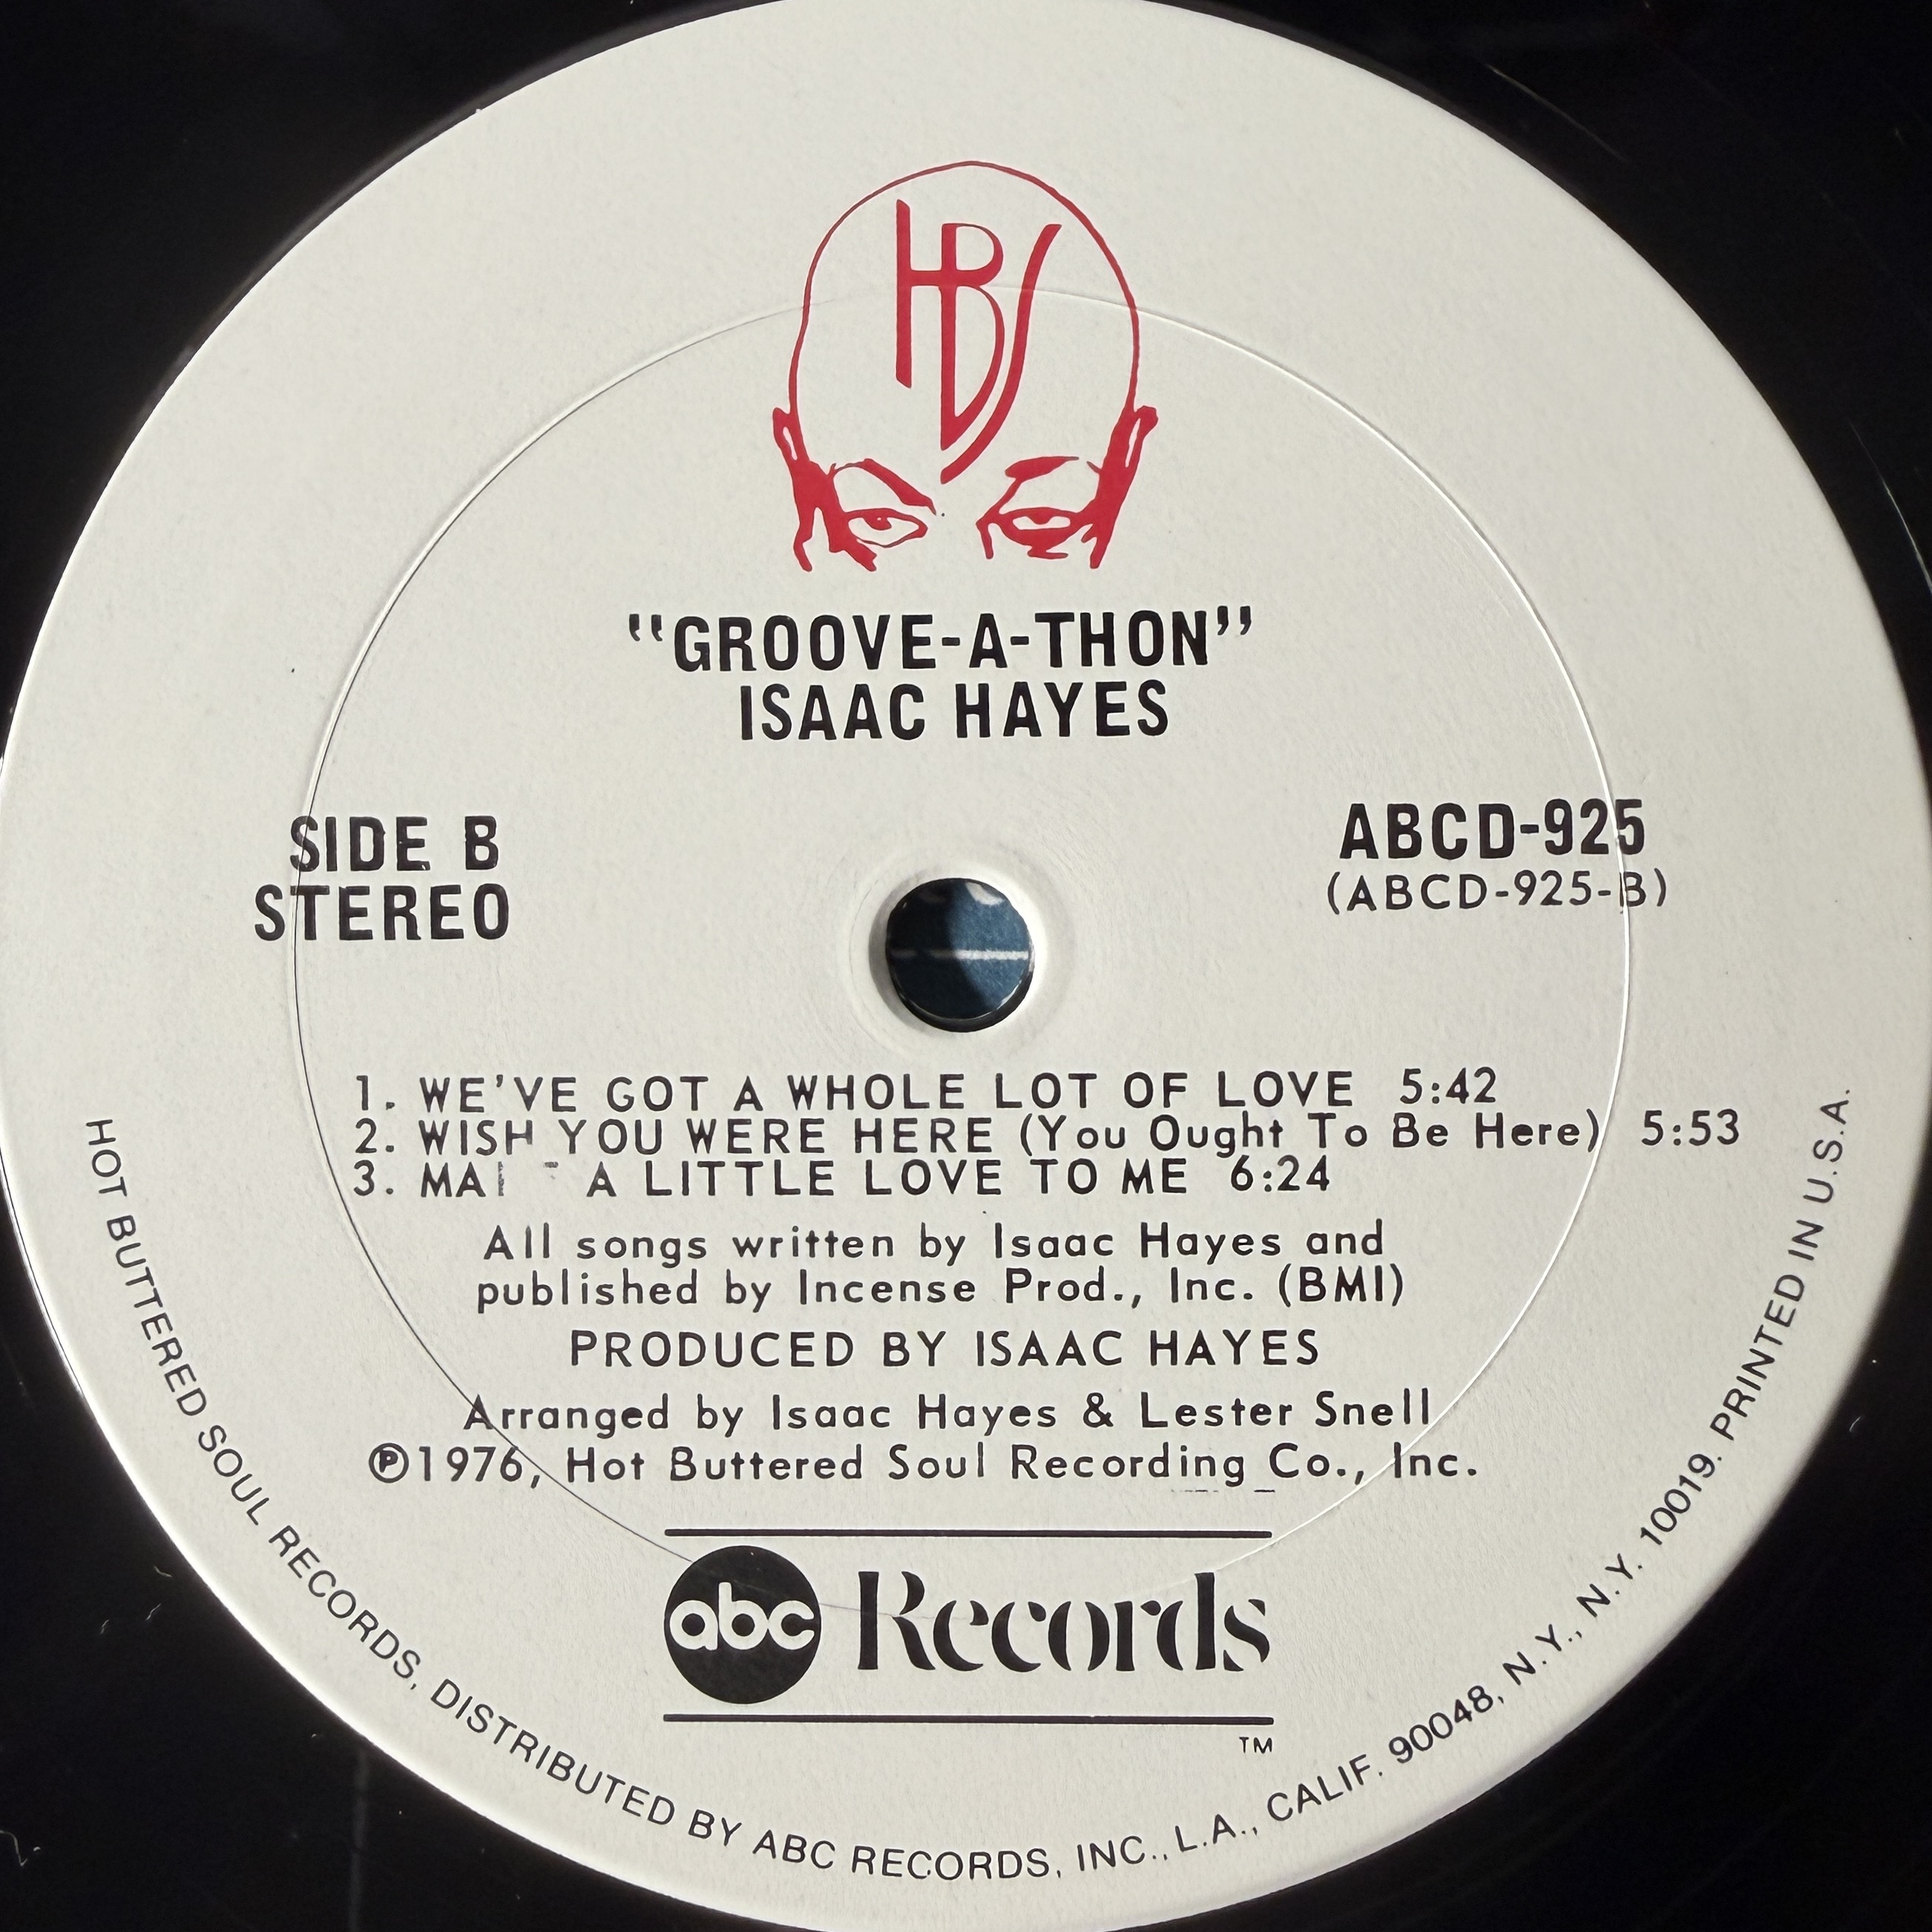 HBS
"GROOVE-A-THON"
ISAAC HAYES
SIDE B
STEREO
ABCD-925
(ABCD-925-B)
1. WE'VE GOT A WHOLE LOT OF LOVE 5:42
2. WISH YOU WERE HERE (You Ought To Be Here) 5:53
3. A LITTLE LOVE TO ME 6:24
All songs written by Isaac Hayes and
published by Incense Prod., Inc. (BMI)
PRODUCED BY ISAAC HAYES
Arranged by Isaac Hayes & Lester Snell
℗1976, Hot Buttered Soul Recording Co., Inc.
abc Records
TM
HOT BUTTERED SOUL RECORDS, DISTRIBUTED BY ABC RECORDS, INC., L.A., CALIF. 90048, N.Y., N.Y. 10019. PRINTED IN U.S.A.